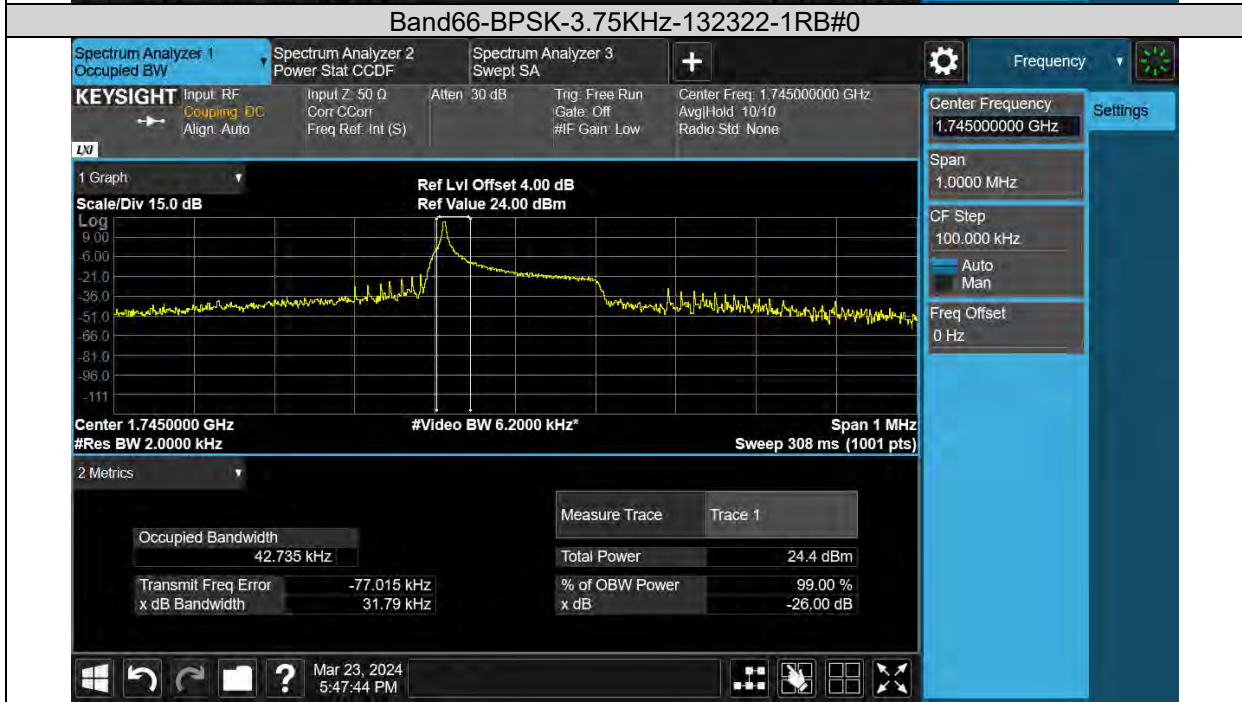 Band66-BPSK-3.75KHz-132322-1RB#0
Spectrum Analyzer 1
Occupied BW
Spectrum Analyzer 2
Power Stat CCDF
Spectrum Analyzer 3
Swept SA
+
Frequency
KEYSIGHT
Input: RF
Coupling: DC
Align: Auto
Input Z: 50 Ω
Corr CCorr
Freq Ref: Int (S)
Atten: 30 dB
Trig: Free Run
Gate: Off
#IF Gain: Low
Center Freq: 1.745000000 GHz
Avg|Hold: 10/10
Radio Std: None
LXI
Center Frequency
1.745000000 GHz
Settings
Span
1.0000 MHz
CF Step
100.000 kHz
Auto
Man
Freq Offset
0 Hz
1 Graph
Scale/Div 15.0 dB
Ref Lvl Offset 4.00 dB
Ref Value 24.00 dBm
Log
9.00
-6.00
-21.0
-36.0
-51.0
-66.0
-81.0
-96.0
-111
Center 1.7450000 GHz
#Res BW 2.0000 kHz
#Video BW 6.2000 kHz*
Span 1 MHz
Sweep 308 ms (1001 pts)
2 Metrics
Measure Trace Trace 1
Occupied Bandwidth
42.735 kHz
Total Power 24.4 dBm
Transmit Freq Error -77.015 kHz
% of OBW Power 99.00 %
x dB Bandwidth 31.79 kHz
x dB -26.00 dB
?
Mar 23, 2024
5:47:44 PM